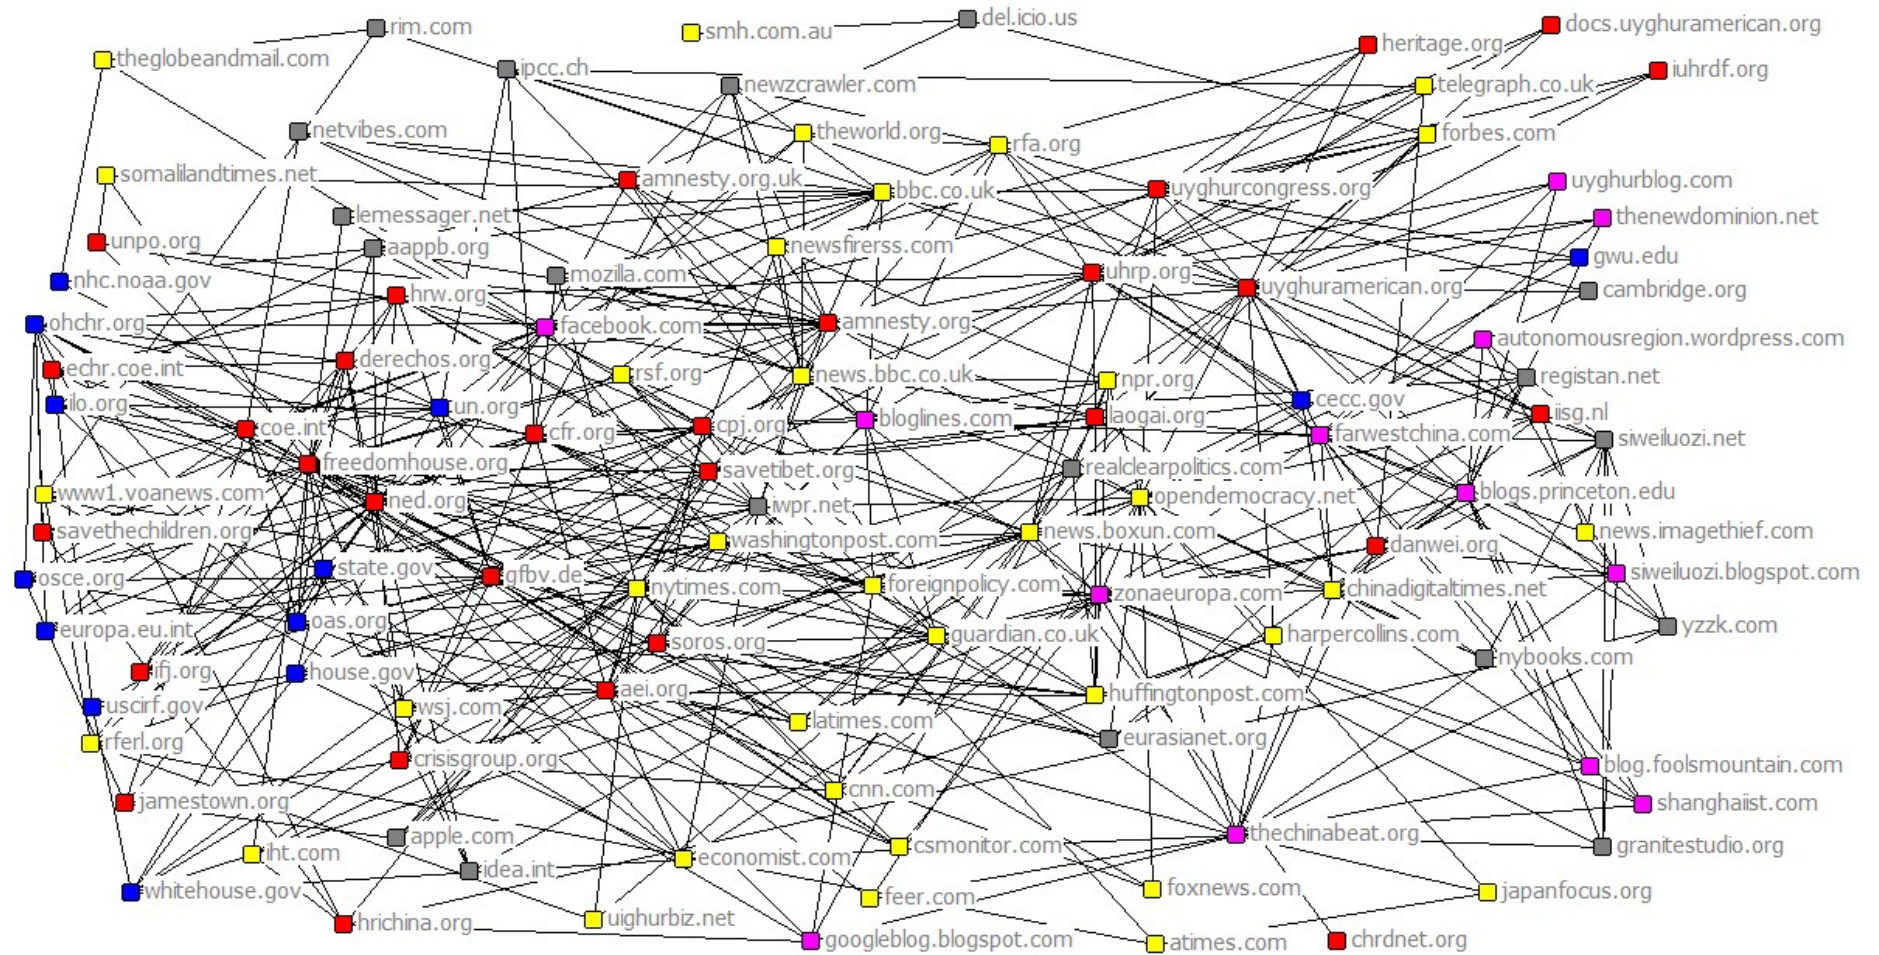 rim.com
smh.com.au
del.icio.us
docs.uyghuramerican.org
theglobeandmail.com
ipcc.ch
heritage.org
iuhrdf.org
newzcrawler.com
telegraph.co.uk
netvibes.com
theworld.org
rfa.org
forbes.com
somalilandtimes.net
amnesty.org.uk
bbc.co.uk
uyghurcongress.org
uyghurblog.com
lemessager.net
thenewdominion.net
unpo.org
aappb.org
newsfirerss.com
gwu.edu
nhc.noaa.gov
mozilla.com
uhrp.org
uyghuramerican.org
cambridge.org
hrw.org
ohchr.org
facebook.com
amnesty.org
autonomousregion.wordpress.com
echr.coe.int
derechos.org
rsf.org
news.bbc.co.uk
npr.org
registan.net
ilo.org
un.org
cecc.gov
coe.int
cfr.org
cpj.org
bloglines.com
laogai.org
farwestchina.com
iisg.nl
siweiluozi.net
freedomhouse.org
savetibet.org
realclearpolitics.com
www1.voanews.com
ned.org
iwpr.net
opendemocracy.net
blogs.princeton.edu
savethechildren.org
washingtonpost.com
news.boxun.com
danwei.org
news.imagethief.com
osce.org
state.gov
gfbv.de
nytimes.com
foreignpolicy.com
zonaeuropa.com
chinadigitaltimes.net
siweiluozi.blogspot.com
europa.eu.int
oas.org
soros.org
guardian.co.uk
harpercollins.com
yzzk.com
ifj.org
house.gov
nybooks.com
uscirf.gov
wsj.com
aei.org
latimes.com
huffingtonpost.com
rferl.org
crisisgroup.org
eurasianet.org
blog.foolsmountain.com
jamestown.org
cnn.com
shanghaiist.com
apple.com
thechinabeat.org
iht.com
idea.int
economist.com
csmonitor.com
granitestudio.org
whitehouse.gov
feer.com
foxnews.com
japanfocus.org
hrichina.org
uighurbiz.net
googleblog.blogspot.com
atimes.com
chrdnet.org